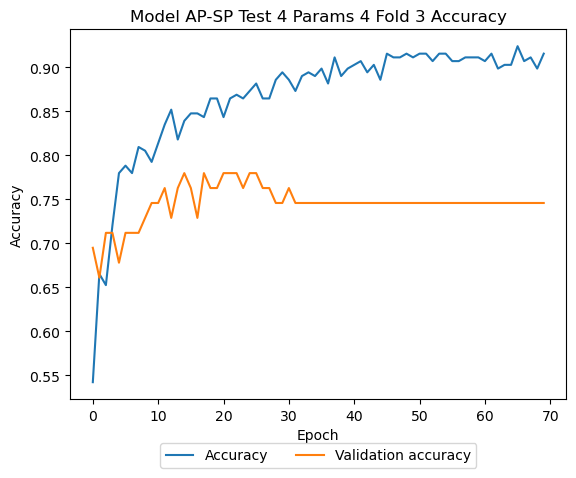 Model AP-SP Test 4 Params 4 Fold 3 Accuracy
0.90
0.85
0.80
0.75
0.70
0.65
0.60
0.55
Accuracy
0 10 20 30 40 50 60 70
Epoch
Accuracy Validation accuracy